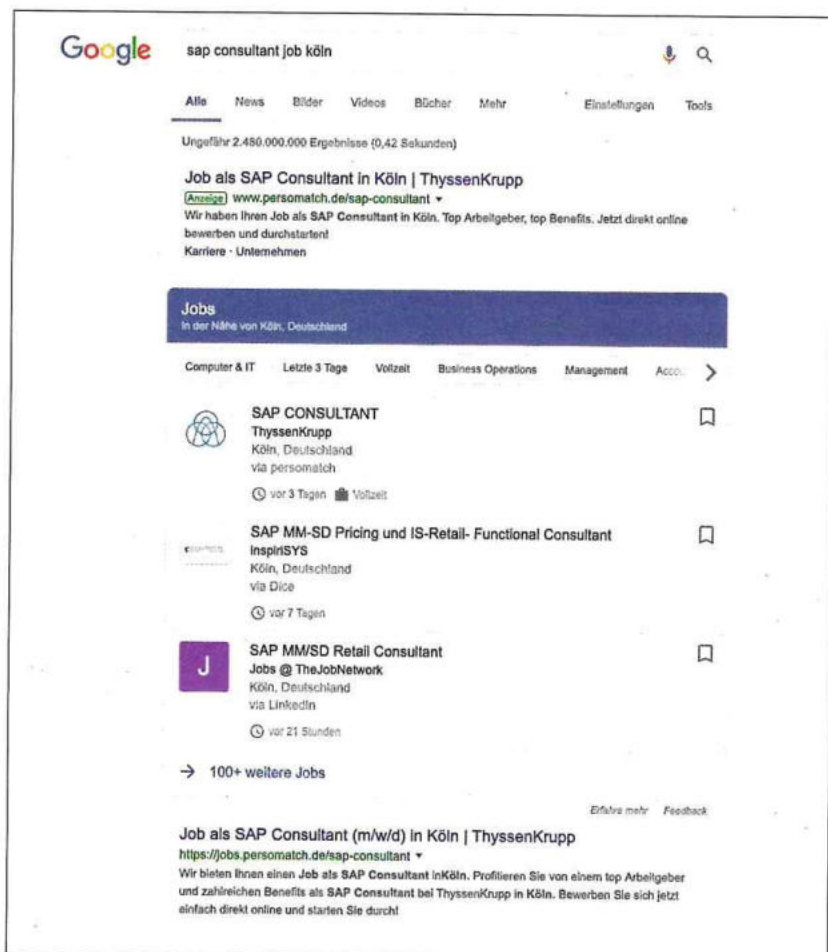 Google sap consultant job köln
Alle News Bilder Videos Bücher Mehr Einstellungen Tools
Ungefähr 2.480.000.000 Ergebnisse (0,42 Sekunden)
Job als SAP Consultant in Köln | ThyssenKrupp
Anzeige www.persomatch.de/sap-consultant
Wir haben Ihren Job als SAP Consultant in Köln. Top Arbeitgeber, top Benefits. Jetzt direkt online
bewerben und durchstarten!
Karriere · Unternehmen
Jobs
In der Nähe von Köln, Deutschland
Computer & IT Letzte 3 Tage Vollzeit Business Operations Management Acco
SAP CONSULTANT
ThyssenKrupp
Köln, Deutschland
via persomatch
vor 3 Tagen Vollzeit
SAP MM-SD Pricing und IS-Retail- Functional Consultant
InspiriSYS
Köln, Deutschland
via Dice
vor 7 Tagen
J
SAP MM/SD Retail Consultant
Jobs @ TheJobNetwork
Köln, Deutschland
via LinkedIn
vor 21 Stunden
→ 100+ weitere Jobs
Erfahre mehr Feedback
Job als SAP Consultant (m/w/d) in Köln | ThyssenKrupp
https://jobs.persomatch.de/sap-consultant
Wir bieten Ihnen einen Job als SAP Consultant inKöln. Profitieren Sie von einem top Arbeitgeber
und zahlreichen Benefits als SAP Consultant bei ThyssenKrupp in Köln. Bewerben Sie sich jetzt
einfach direkt online und starten Sie durch!